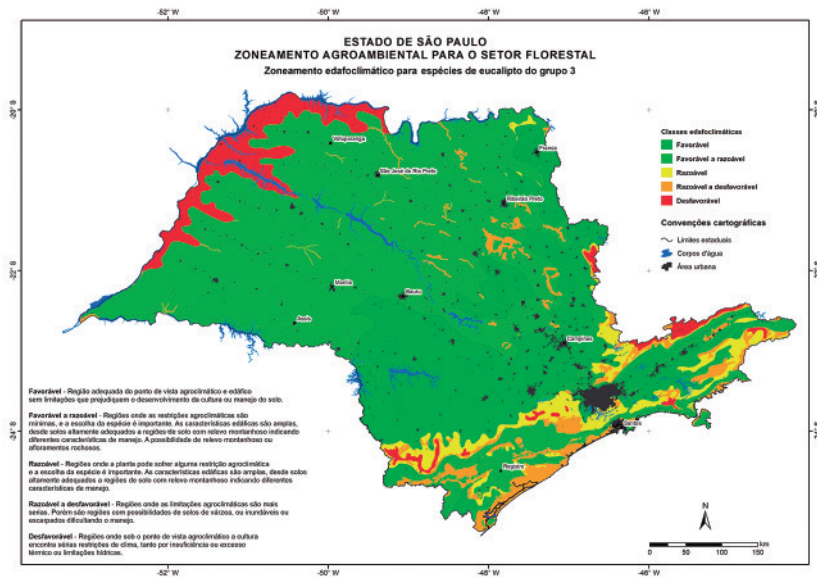 -52° W
-50° W
-48° W
-46° W
ESTADO DE SÃO PAULO
ZONEAMENTO AGROAMBIENTAL PARA O SETOR FLORESTAL
Zoneamento edafoclimático para espécies de eucalipto do grupo 3
Classes edafoclimáticas
Favorável
Favorável a razoável
Razoável
Razoável a desfavorável
Desfavorável
Convenções cartográficas
Limites estaduais
Corpos d'água
Área urbana
Votuporanga
São José do Rio Preto
Franca
Ribeirão Preto
Marília
Bauru
Assis
Campinas
Santos
Registro
Favorável - Região adequada do ponto de vista agroclimático e edáfico
sem limitações que prejudiquem o desenvolvimento da cultura ou manejo do solo.
Favorável a razoável - Regiões onde as restrições agroclimáticas são
mínimas, e a escolha da espécie é importante. As características edáficas são amplas,
desde solos altamente adequados a regiões de solo com relevo montanhoso indicando
diferentes características de manejo. A possibilidade de relevo montanhoso ou
afloramentos rochosos.
Razoável - Regiões onde a planta pode sofrer alguma restrição agroclimática
e a escolha da espécie é importante. As características edáficas são amplas, desde solos
altamente adequados a regiões de solo com relevo montanhoso indicando diferentes
características de manejo.
Razoável a desfavorável - Regiões onde as limitações agroclimáticas são mais
serias. Porém são regiões com possibilidades de solos de várzea, ou inundáveis ou
escarpados dificultando o manejo.
Desfavorável - Regiões onde sob o ponto de vista agroclimático a cultura
encontra sérias restrições de clima, tanto por insuficiência ou excesso
térmico ou limitações hídricas.
N
km
0 25 50 100 150
-52° W
-50° W
-48° W
-46° W